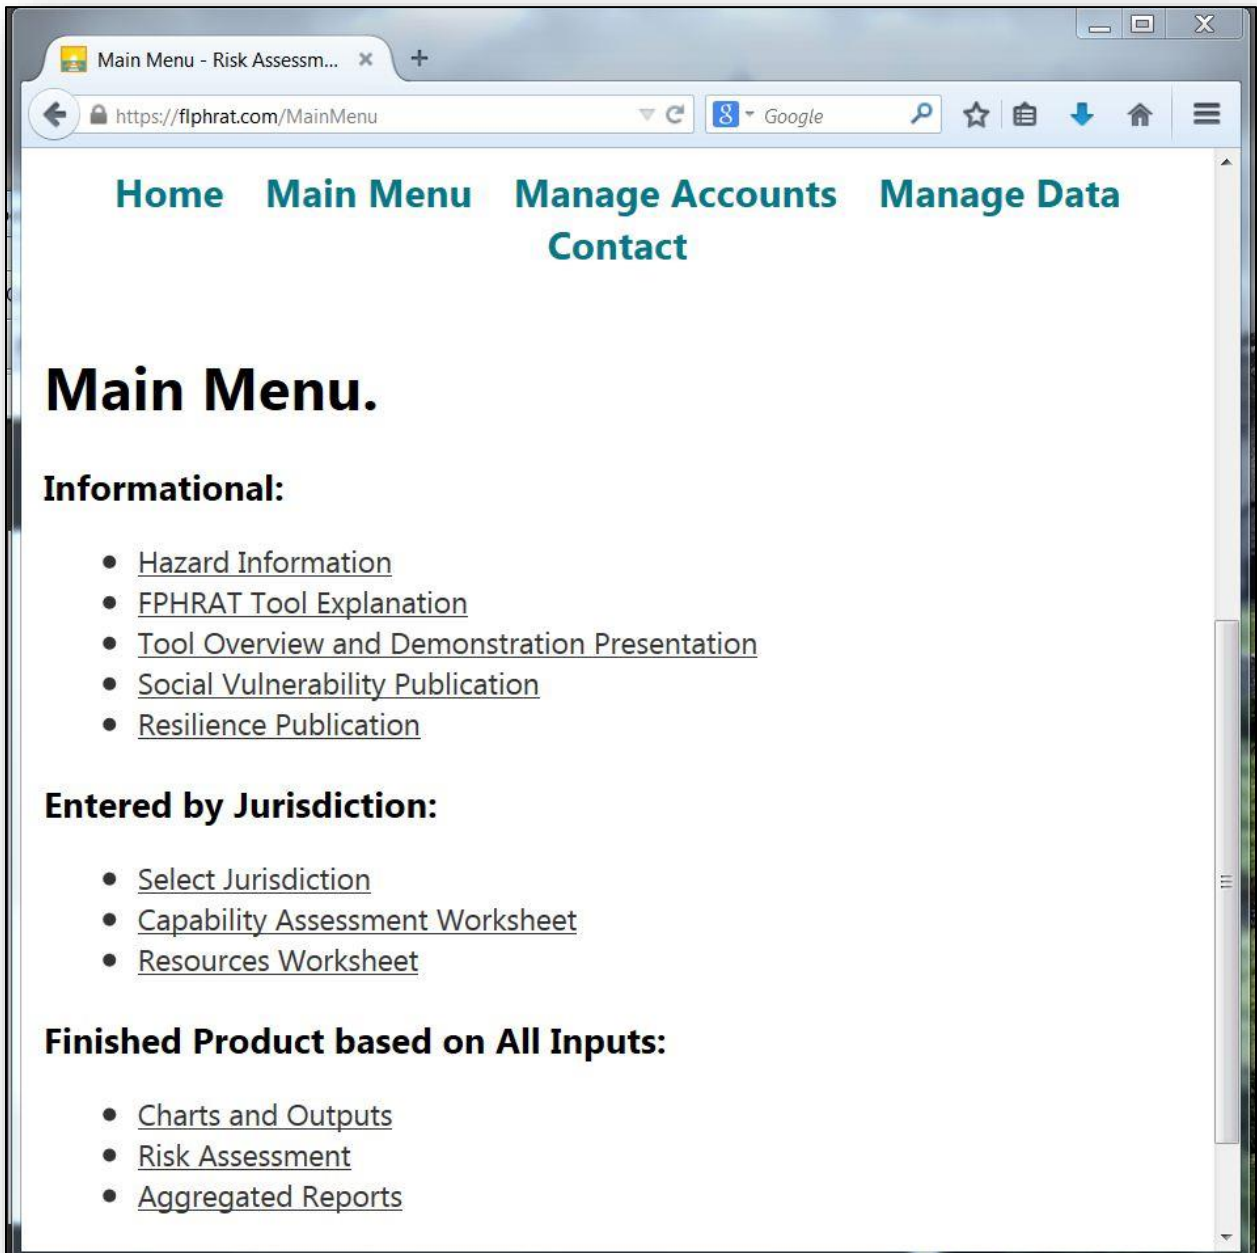 Main Menu - Risk Assessm...
https://flphrat.com/MainMenu
Google
Home Main Menu Manage Accounts Manage Data
Contact
Main Menu.
Informational:
Hazard Information
FPHRAT Tool Explanation
Tool Overview and Demonstration Presentation
Social Vulnerability Publication
Resilience Publication
Entered by Jurisdiction:
Select Jurisdiction
Capability Assessment Worksheet
Resources Worksheet
Finished Product based on All Inputs:
Charts and Outputs
Risk Assessment
Aggregated Reports